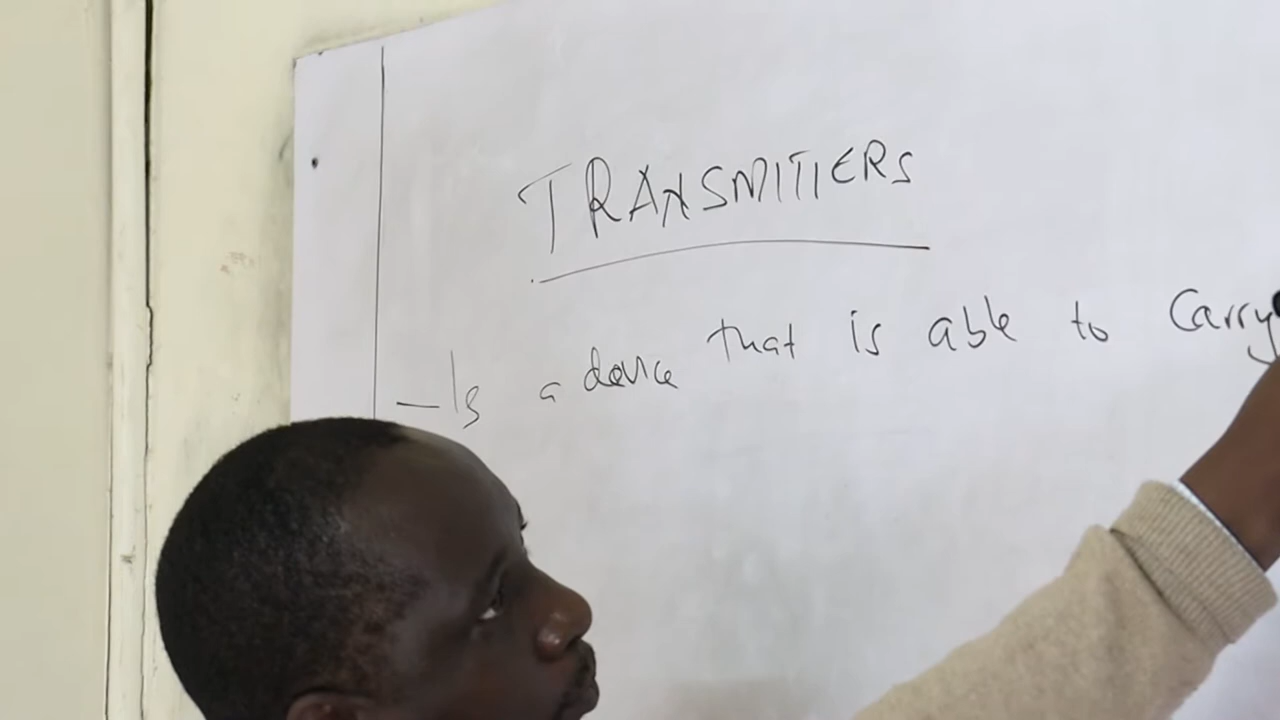 TRANSMITTERS
- Is a device that is able to Carry